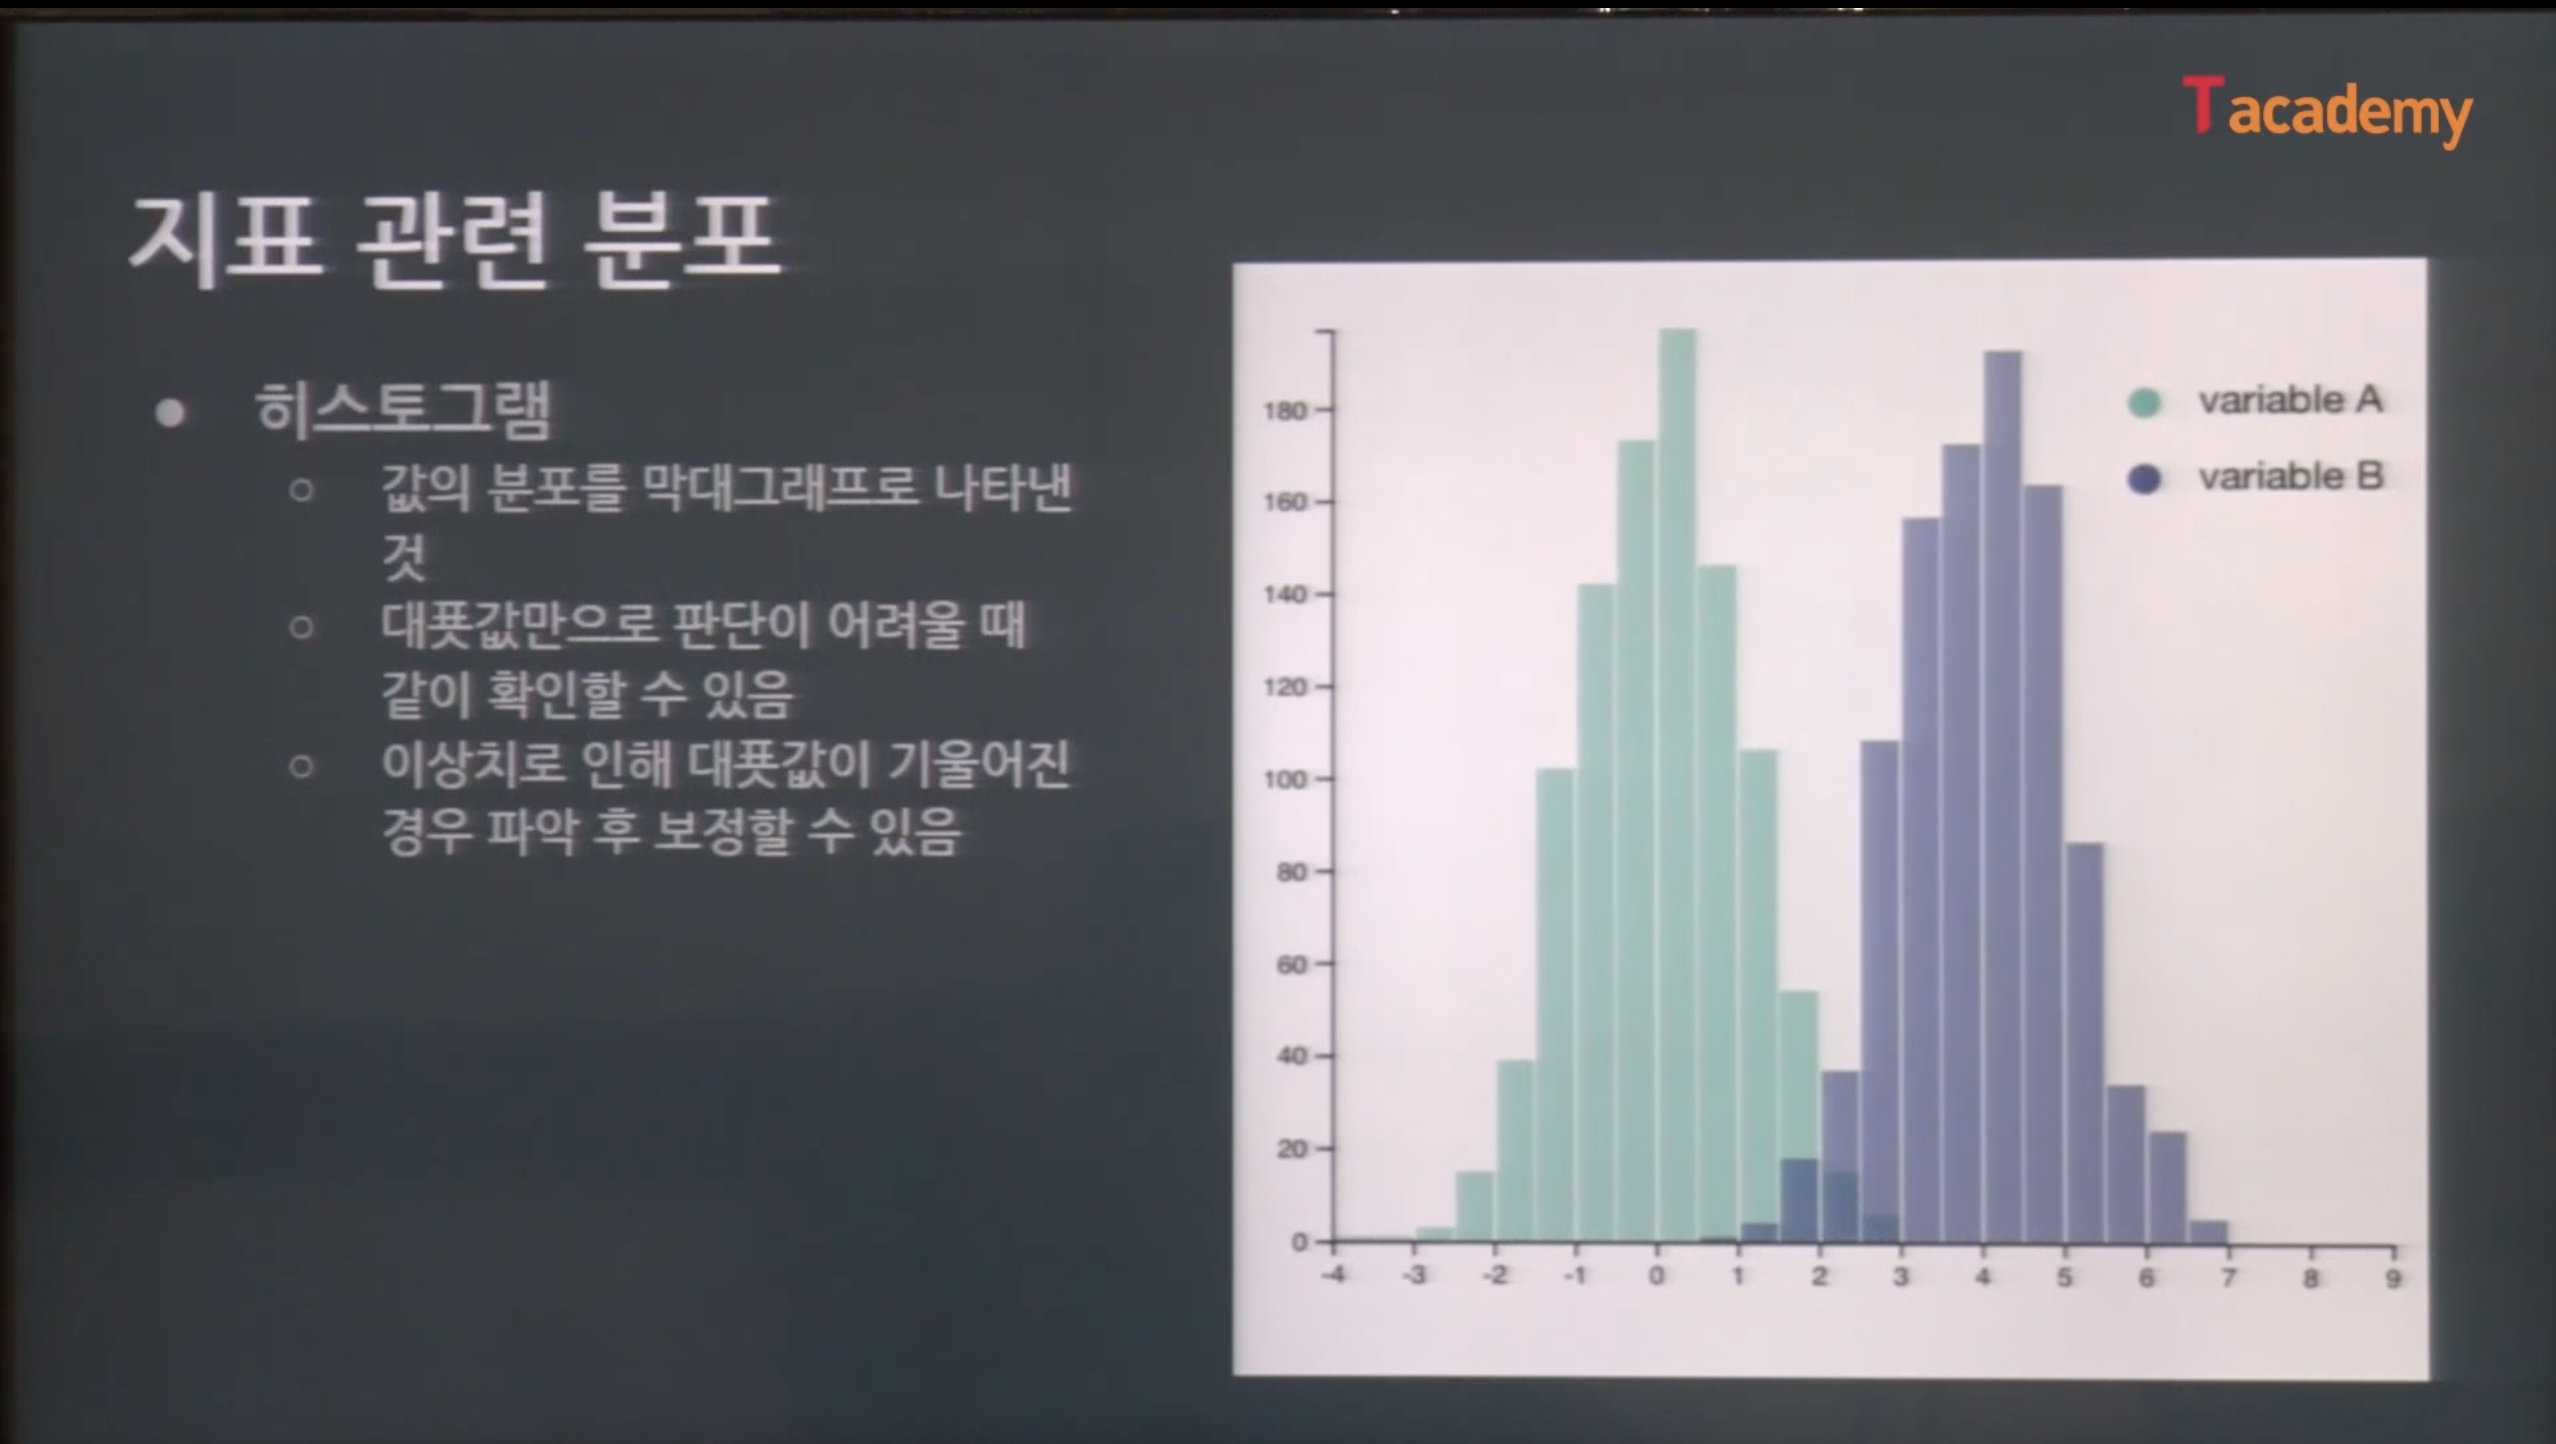 T academy
지표 관련 분포
● 히스토그램
○ 값의 분포를 막대그래프로 나타낸
것
○ 대푯값만으로 판단이 어려울 때
같이 확인할 수 있음
○ 이상치로 인해 대푯값이 기울어진
경우 파악 후 보정할 수 있음
variable A
variable B
180
160
140
120
100
80
60
40
20
0
-4 -3 -2 -1 0 1 2 3 4 5 6 7 8 9